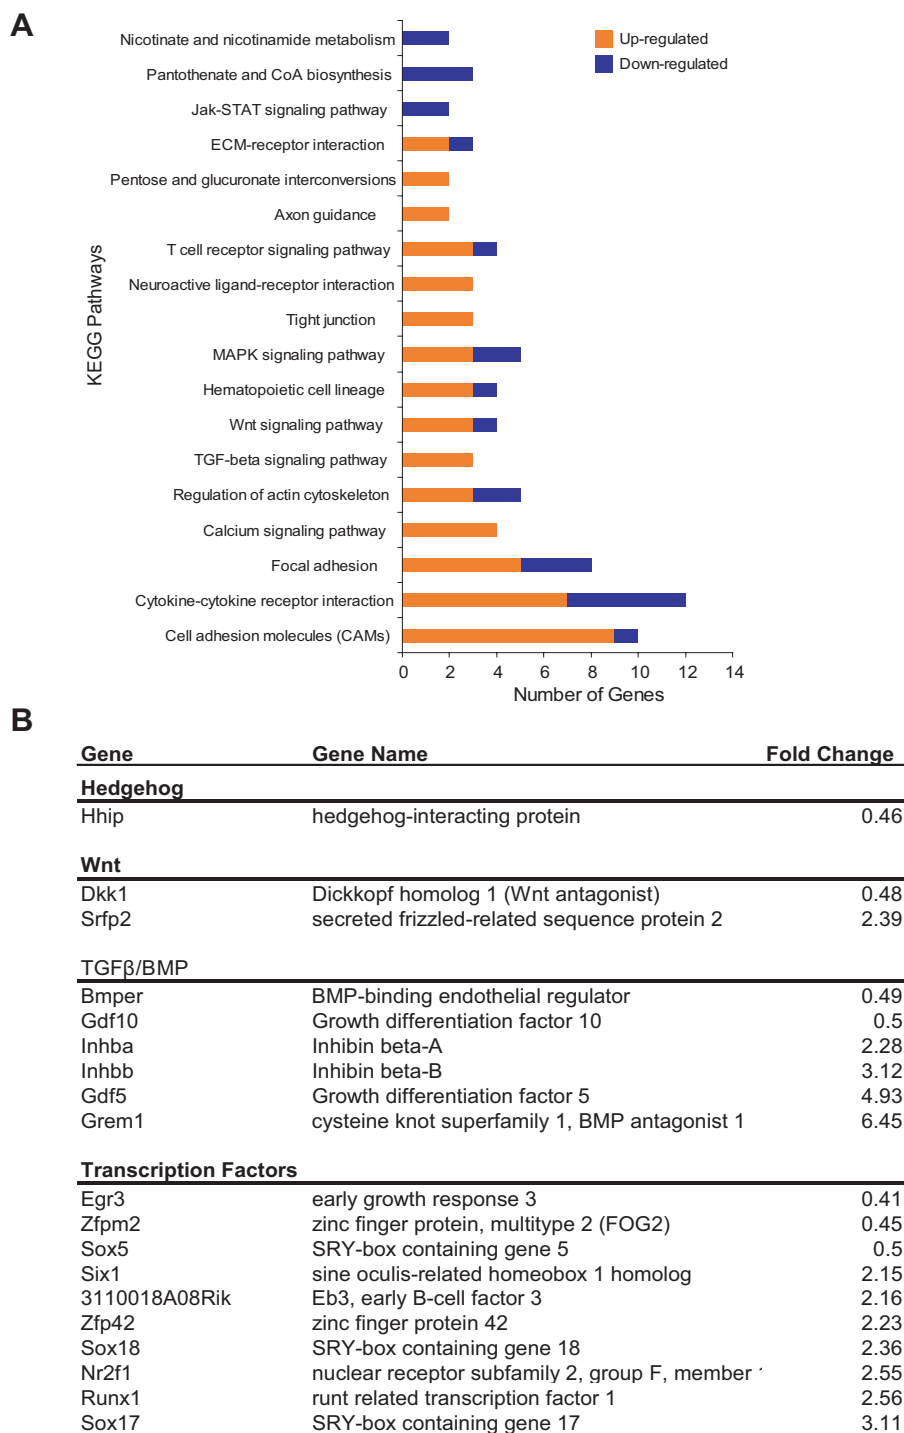 A
Up-regulated
Down-regulated
KEGG Pathways
Nicotinate and nicotinamide metabolism
Pantothenate and CoA biosynthesis
Jak-STAT signaling pathway
ECM-receptor interaction
Pentose and glucuronate interconversions
Axon guidance
T cell receptor signaling pathway
Neuroactive ligand-receptor interaction
Tight junction
MAPK signaling pathway
Hematopoietic cell lineage
Wnt signaling pathway
TGF-beta signaling pathway
Regulation of actin cytoskeleton
Calcium signaling pathway
Focal adhesion
Cytokine-cytokine receptor interaction
Cell adhesion molecules (CAMs)
0 2 4 6 8 10 12 14
Number of Genes
B
Gene Gene Name Fold Change
Hedgehog
Hhip hedgehog-interacting protein 0.46
Wnt
Dkk1 Dickkopf homolog 1 (Wnt antagonist) 0.48
Srfp2 secreted frizzled-related sequence protein 2 2.39
TGFβ/BMP
Bmper BMP-binding endothelial regulator 0.49
Gdf10 Growth differentiation factor 10 0.5
Inhba Inhibin beta-A 2.28
Inhbb Inhibin beta-B 3.12
Gdf5 Growth differentiation factor 5 4.93
Grem1 cysteine knot superfamily 1, BMP antagonist 1 6.45
Transcription Factors
Egr3 early growth response 3 0.41
Zfpm2 zinc finger protein, multitype 2 (FOG2) 0.45
Sox5 SRY-box containing gene 5 0.5
Six1 sine oculis-related homeobox 1 homolog 2.15
3110018A08Rik Eb3, early B-cell factor 3 2.16
Zfp42 zinc finger protein 42 2.23
Sox18 SRY-box containing gene 18 2.36
Nr2f1 nuclear receptor subfamily 2, group F, member 2.55
Runx1 runt related transcription factor 1 2.56
Sox17 SRY-box containing gene 17 3.11